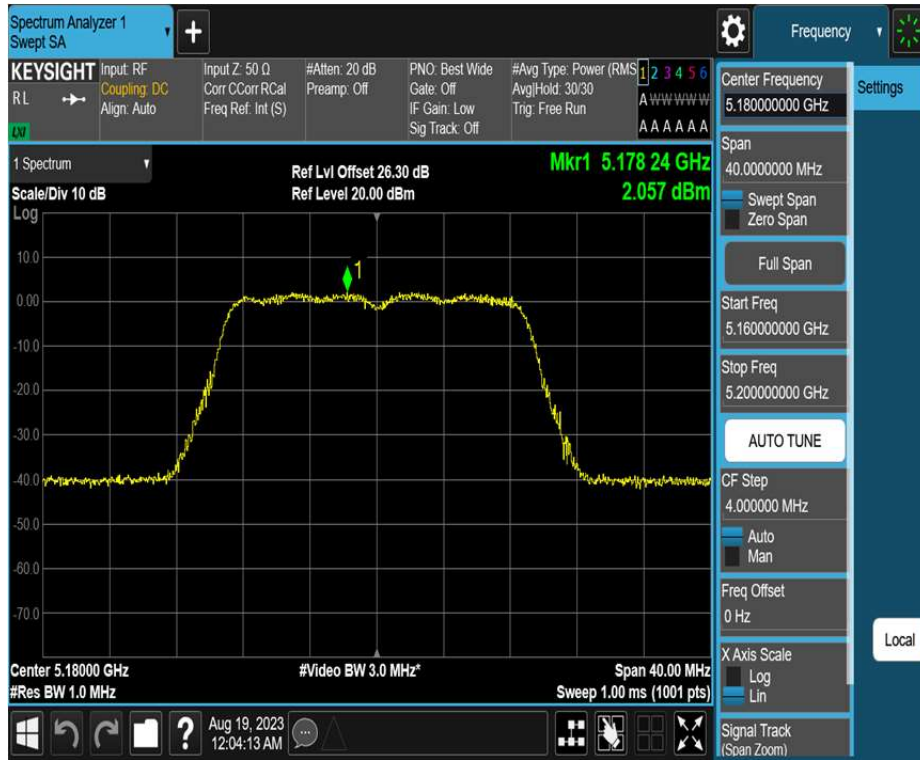 Spectrum Analyzer 1
Swept SA
+
Frequency
KEYSIGHT
RL
LXI
Input: RF
Coupling: DC
Align: Auto
Input Z: 50 Ω
Corr CCorr RCal
Freq Ref: Int (S)
#Atten: 20 dB
Preamp: Off
PNO: Best Wide
Gate: Off
IF Gain: Low
Sig Track: Off
#Avg Type: Power (RMS
Avg|Hold: 30/30
Trig: Free Run
1 2 3 4 5 6
A W W W W W
A A A A A A
1 Spectrum
Scale/Div 10 dB
Log
Ref Lvl Offset 26.30 dB
Ref Level 20.00 dBm
Mkr1 5.178 24 GHz
2.057 dBm
10.0
0.00
-10.0
-20.0
-30.0
-40.0
-50.0
-60.0
-70.0
1
Center 5.18000 GHz
#Res BW 1.0 MHz
#Video BW 3.0 MHz*
Span 40.00 MHz
Sweep 1.00 ms (1001 pts)
?
Aug 19, 2023
12:04:13 AM
Center Frequency
5.180000000 GHz
Settings
Span
40.0000000 MHz
Swept Span
Zero Span
Full Span
Start Freq
5.160000000 GHz
Stop Freq
5.200000000 GHz
AUTO TUNE
CF Step
4.000000 MHz
Auto
Man
Freq Offset
0 Hz
Local
X Axis Scale
Log
Lin
Signal Track
(Span Zoom)